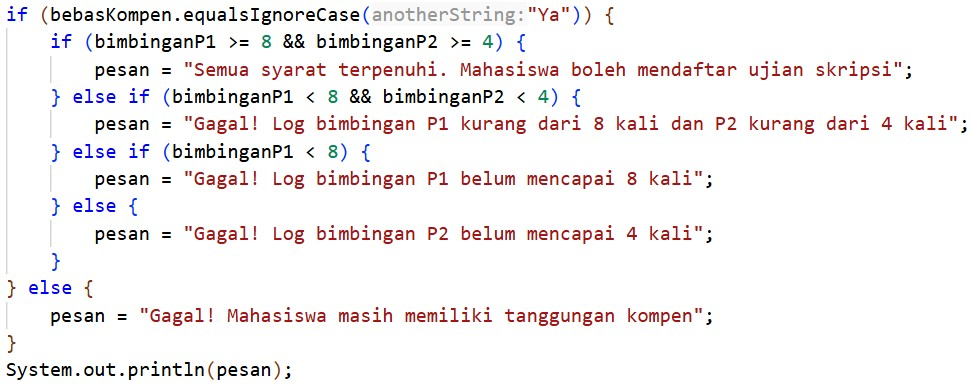 if (bebasKompen.equalsIgnoreCase(anotherString:"Ya")) {
    if (bimbinganP1 >= 8 && bimbinganP2 >= 4) {
        pesan = "Semua syarat terpenuhi. Mahasiswa boleh mendaftar ujian skripsi";
    } else if (bimbinganP1 < 8 && bimbinganP2 < 4) {
        pesan = "Gagal! Log bimbingan P1 kurang dari 8 kali dan P2 kurang dari 4 kali";
    } else if (bimbinganP1 < 8) {
        pesan = "Gagal! Log bimbingan P1 belum mencapai 8 kali";
    } else {
        pesan = "Gagal! Log bimbingan P2 belum mencapai 4 kali";
    }
} else {
    pesan = "Gagal! Mahasiswa masih memiliki tanggungan kompen";
}
System.out.println(pesan);